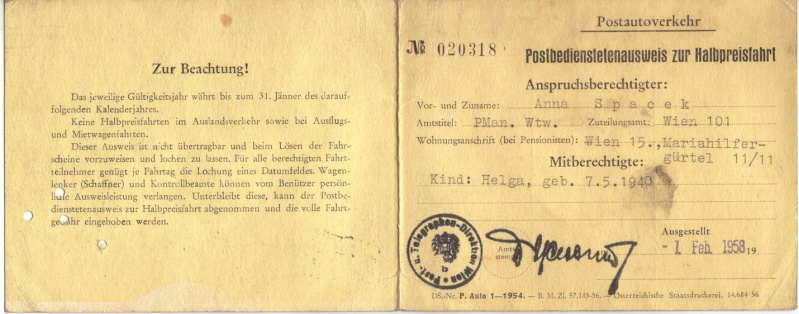 Zur Beachtung!
Das jeweilige Gültigkeitsjahr währt bis zum 31. Jänner des darauf-
folgenden Kalenderjahres.
Keine Halbpreisfahrten im Auslandsverkehr sowie bei Ausflugs-
und Mietwagenfahrten.
Dieser Ausweis ist nicht übertragbar und beim Lösen der Fahr-
scheine vorzuweisen und lochen zu lassen. Für alle berechtigten Fahrt-
teilnehmer genügt je Fahrtag die Lochung eines Datumfeldes. Wagen-
lenker (Schaffner) und Kontrollbeamte können vom Benützer persön-
liche Ausweisleistung verlangen. Unterbleibt diese, kann der Postbe-
dienstetenausweis zur Halbpreisfahrt abgenommen und die volle Fahrt-
gebühr eingehoben werden.
Postautoverkehr
№ 020318
Postbedienstetenausweis zur Halbpreisfahrt
Anspruchsberechtigter:
Vor- und Zuname: Anna Spacek
Amtstitel: PMan. Wtw. Zuteilungsamt: Wien 101
Wohnungsanschrift (bei Pensionisten): Wien 15., Mariahilfer-
gürtel 11/11
Mitberechtigte:
Kind: Helga, geb. 7.5.1940
Post- u. Telegraphen-Direktion Wien
b
Ausgestellt
- 1. Feb. 1958 19
DS.-Nr. P. Auto 1—1954. — B. M. Zl. 57.183-56. — Österreichische Staatsdruckerei. 14.684 56